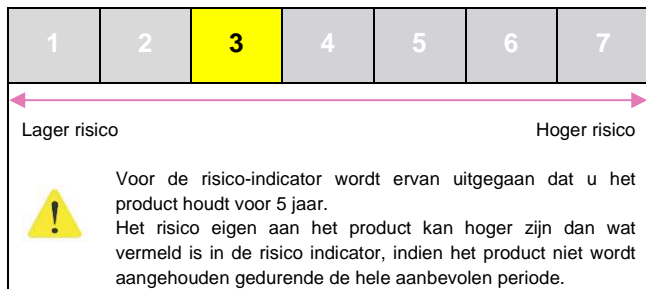 1 2 3 4 5 6 7
Lager risico Hoger risico
Voor de risico-indicator wordt ervan uitgegaan dat u het
product houdt voor 5 jaar.
Het risico eigen aan het product kan hoger zijn dan wat
vermeld is in de risico indicator, indien het product niet wordt
aangehouden gedurende de hele aanbevolen periode.